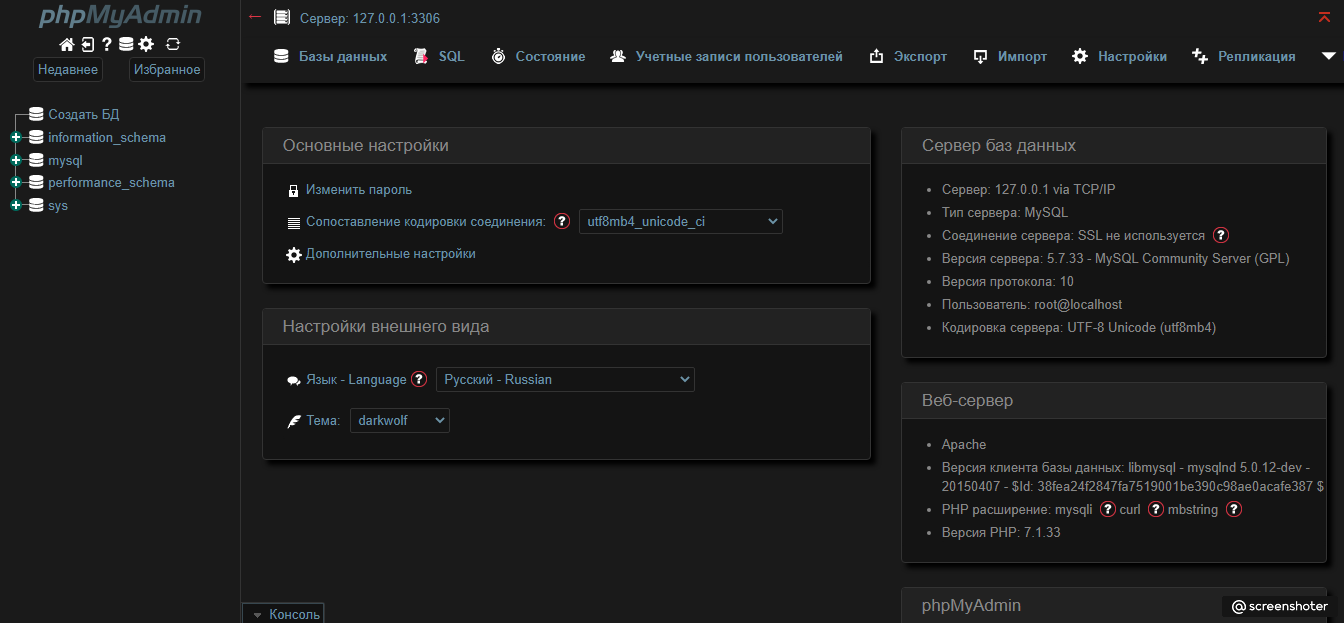 phpMyAdmin
Недавнее Избранное
Создать БД
information_schema
mysql
performance_schema
sys
Сервер: 127.0.0.1:3306
Базы данных SQL Состояние Учетные записи пользователей Экспорт Импорт Настройки Репликация
Основные настройки
Изменить пароль
Сопоставление кодировки соединения: utf8mb4_unicode_ci
Дополнительные настройки
Настройки внешнего вида
Язык - Language Русский - Russian
Тема: darkwolf
Сервер баз данных
Сервер: 127.0.0.1 via TCP/IP
Тип сервера: MySQL
Соединение сервера: SSL не используется
Версия сервера: 5.7.33 - MySQL Community Server (GPL)
Версия протокола: 10
Пользователь: root@localhost
Кодировка сервера: UTF-8 Unicode (utf8mb4)
Веб-сервер
Apache
Версия клиента базы данных: libmysql - mysqlnd 5.0.12-dev -
20150407 - $Id: 38fea24f2847fa7519001be390c98ae0acafe387 $
PHP расширение: mysqli curl mbstring
Версия PHP: 7.1.33
phpMyAdmin
Консоль
@screenshoter